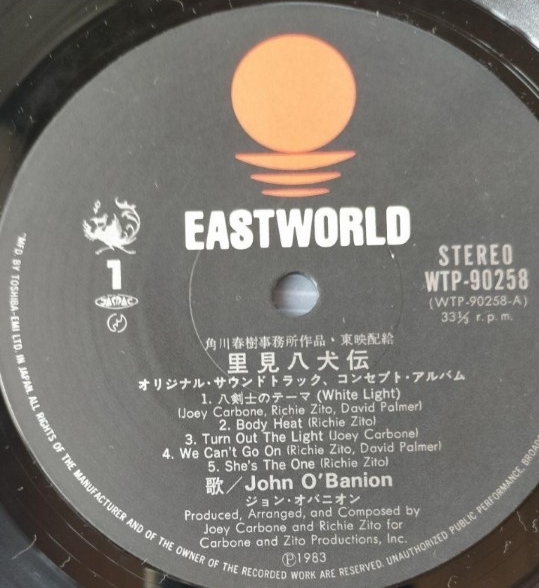 EASTWORLD
1
JASRAC
STEREO
WTP-90258
(WTP-90258-A)
33⅓ r.p.m.
角川春樹事務所作品・東映配給
里見八犬伝
オリジナル・サウンドトラック、コンセプト・アルバム
1. 八剣士のテーマ (White Light)
(Joey Carbone, Richie Zito, David Palmer)
2. Body Heat (Richie Zito)
3. Turn Out The Light (Joey Carbone)
4. We Can't Go On (Richie Zito, David Palmer)
5. She's The One (Richie Zito)
歌/John O'Banion
ジョン・オバニオン
Produced, Arranged, and Composed by
Joey Carbone and Richie Zito for
Carbone and Zito Productions, Inc.
Ⓟ1983
"MF'D BY TOSHIBA-EMI LTD. IN JAPAN ALL RIGHTS OF THE MANUFACTURER AND OF THE OWNER OF THE RECORDED WORK ARE RESERVED. UNAUTHORIZED PUBLIC PERFORMANCE,